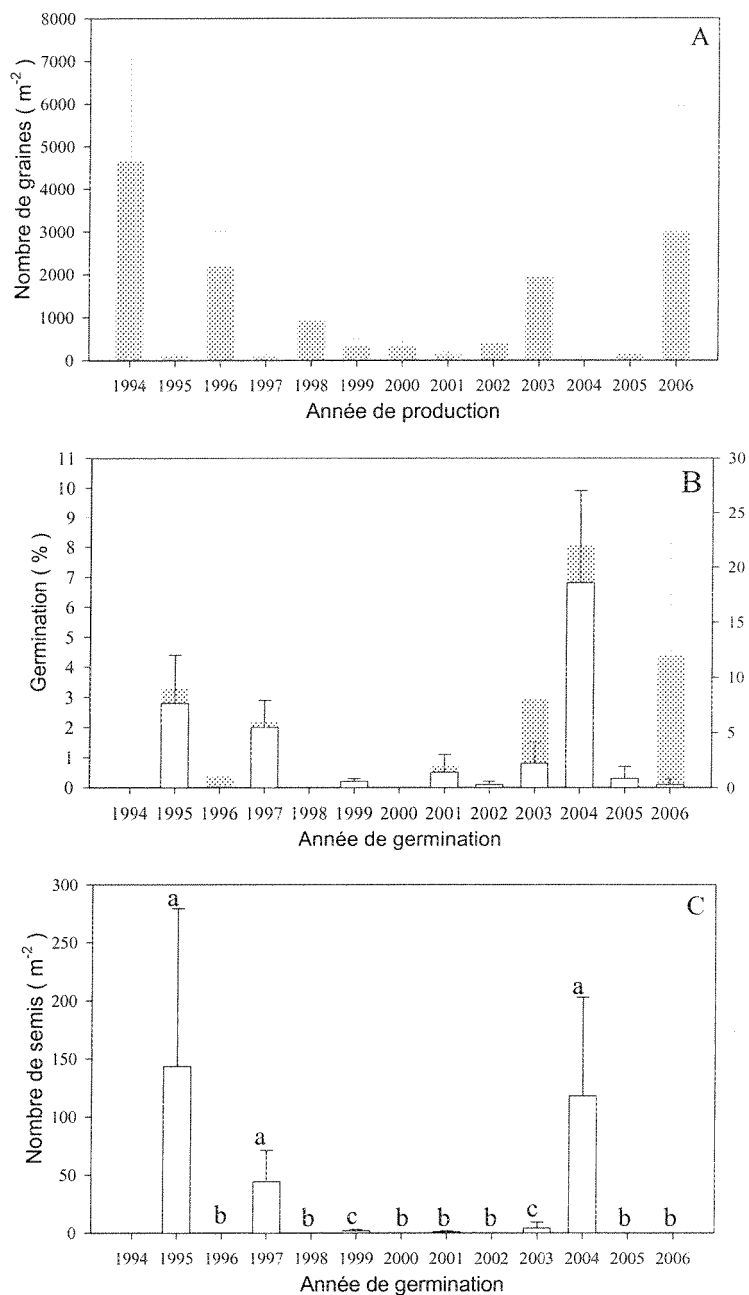 A
Nombre de graines ( m-2 )
8000
7000
6000
5000
4000
3000
2000
1000
0
1994 1995 1996 1997 1998 1999 2000 2001 2002 2003 2004 2005 2006
Année de production
B
Germination ( % )
11
10
9
8
7
6
5
4
3
2
1
0
30
25
20
15
10
5
0
1994 1995 1996 1997 1998 1999 2000 2001 2002 2003 2004 2005 2006
Année de germination
C
Nombre de semis ( m-2 )
300
250
200
150
100
50
0
a b a b c b b b c a b b
1994 1995 1996 1997 1998 1999 2000 2001 2002 2003 2004 2005 2006
Année de germination